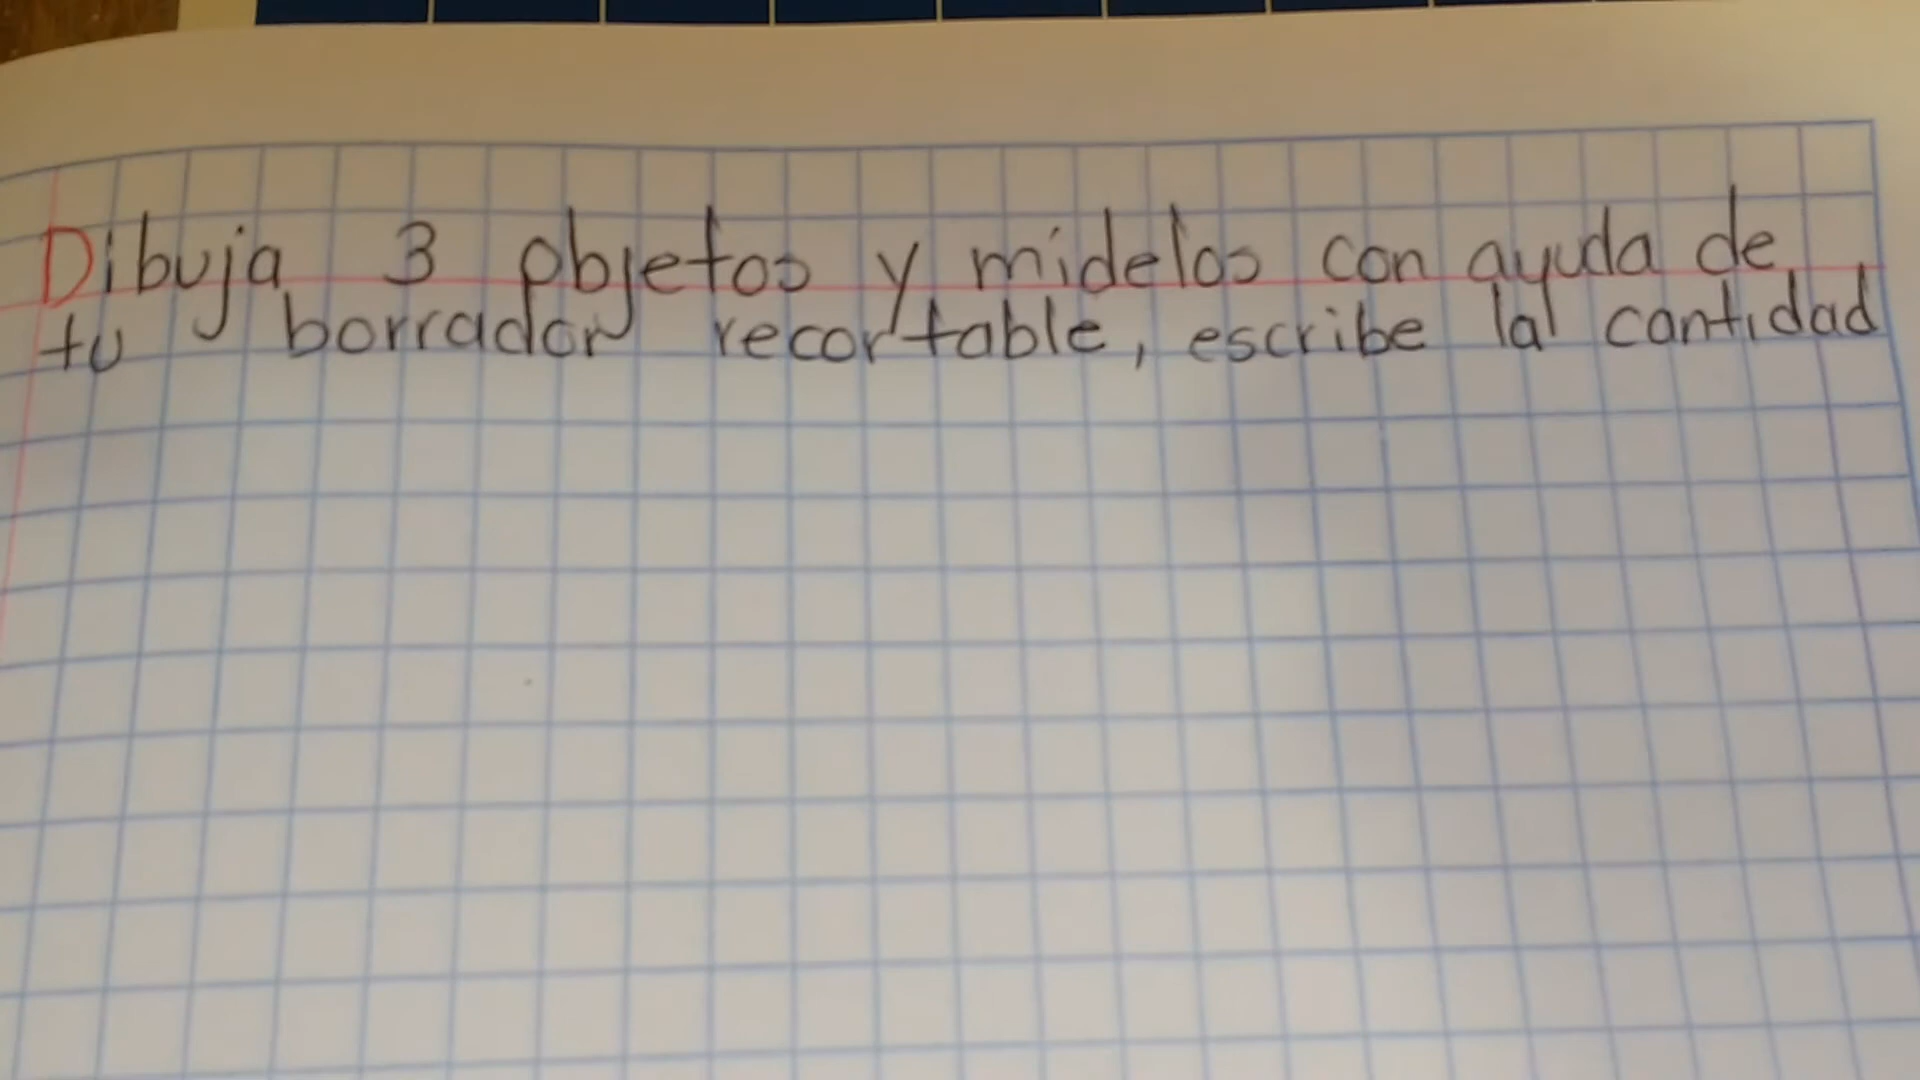 Dibuja 3 objetos y midelos con ayuda de
tu borrador recortable, escribe la cantidad